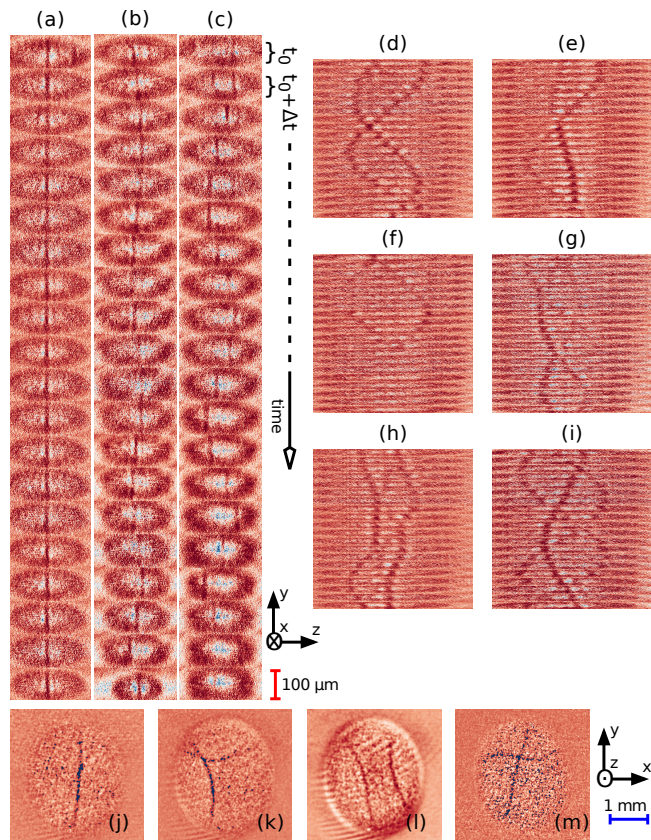 (a) (b) (c)
(d) (e)
t₀
t₀+Δt
(f) (g)
time
(h) (i)
y
x z
100 µm
(j) (k) (l) (m)
y
z x
1 mm